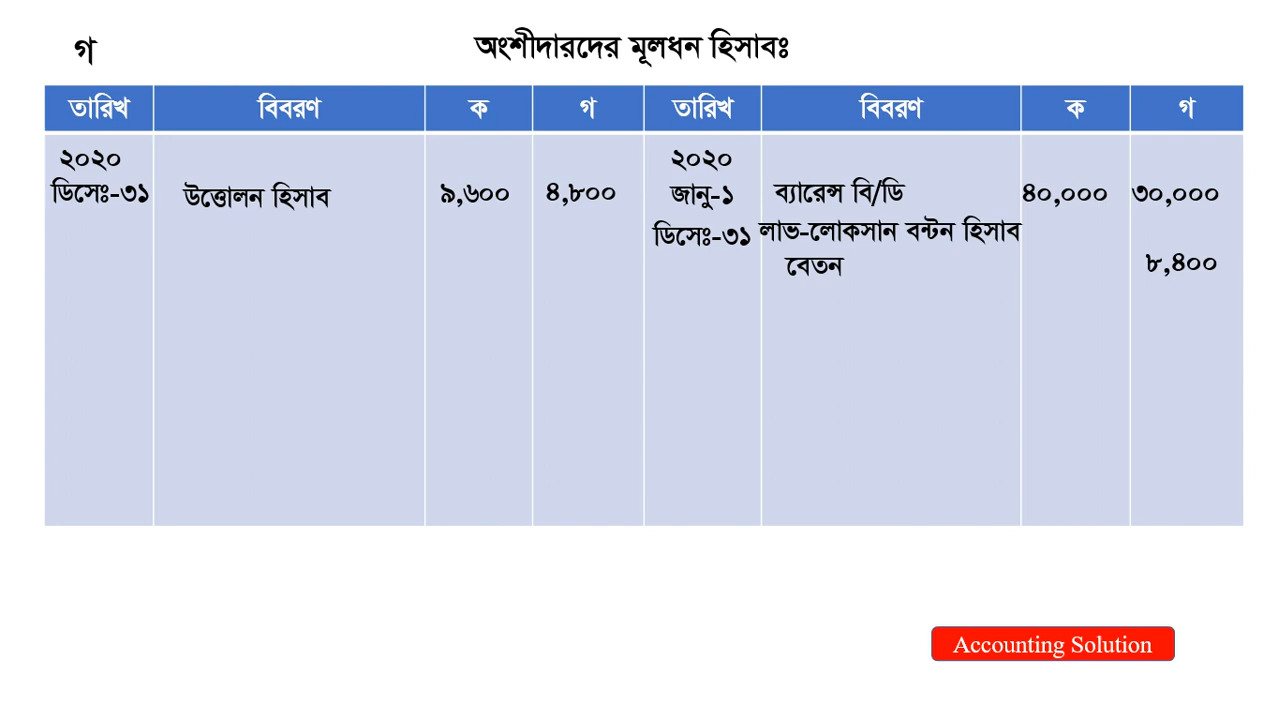 গ
অংশীদারদের মূলধন হিসাবঃ
তারিখ বিবরণ ক গ তারিখ বিবরণ ক গ
২০২০ ২০২০
ডিসেঃ-৩১ উত্তোলন হিসাব ৯,৬০০ ৪,৮০০ জানু-১ ব্যারেন্স বি/ডি ৪০,০০০ ৩০,০০০
ডিসেঃ-৩১ লাভ-লোকসান বন্টন হিসাব
বেতন ৮,৪০০
Accounting Solution